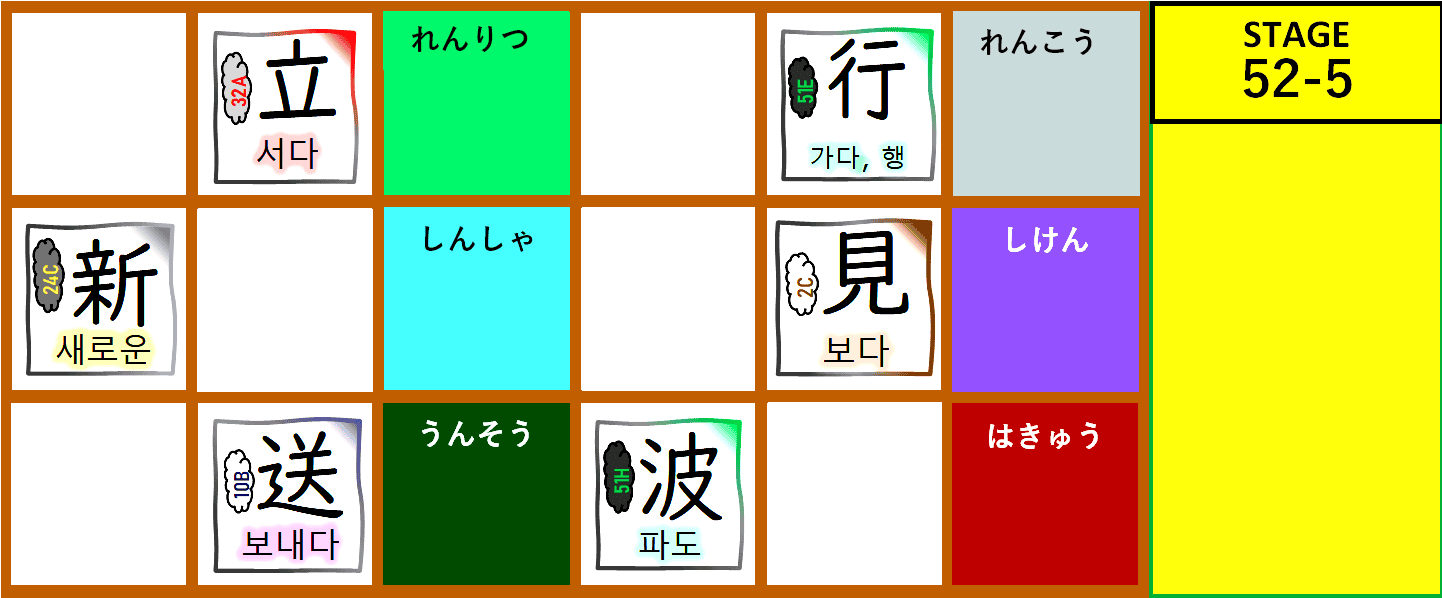 32A
立
서다
れんりつ
51E
行
가다, 행
れんこう
STAGE
52-5
24C
新
새로운
しんしゃ
2C
見
보다
しけん
10B
送
보내다
うんそう
51H
波
파도
はきゅう